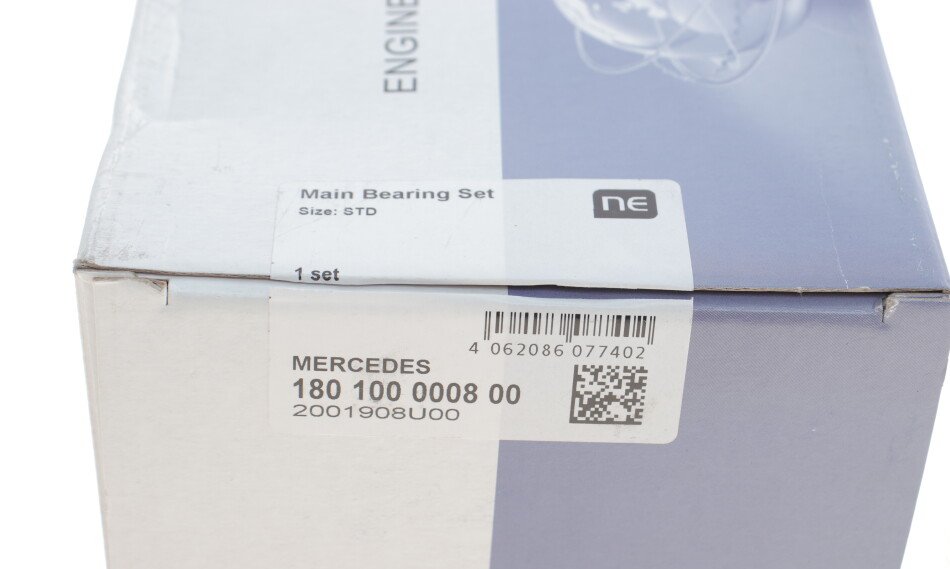 ENGINE
Main Bearing Set
Size: STD
ne
1 set
4 062086 077402
MERCEDES
180 100 0008 00
2001908U00